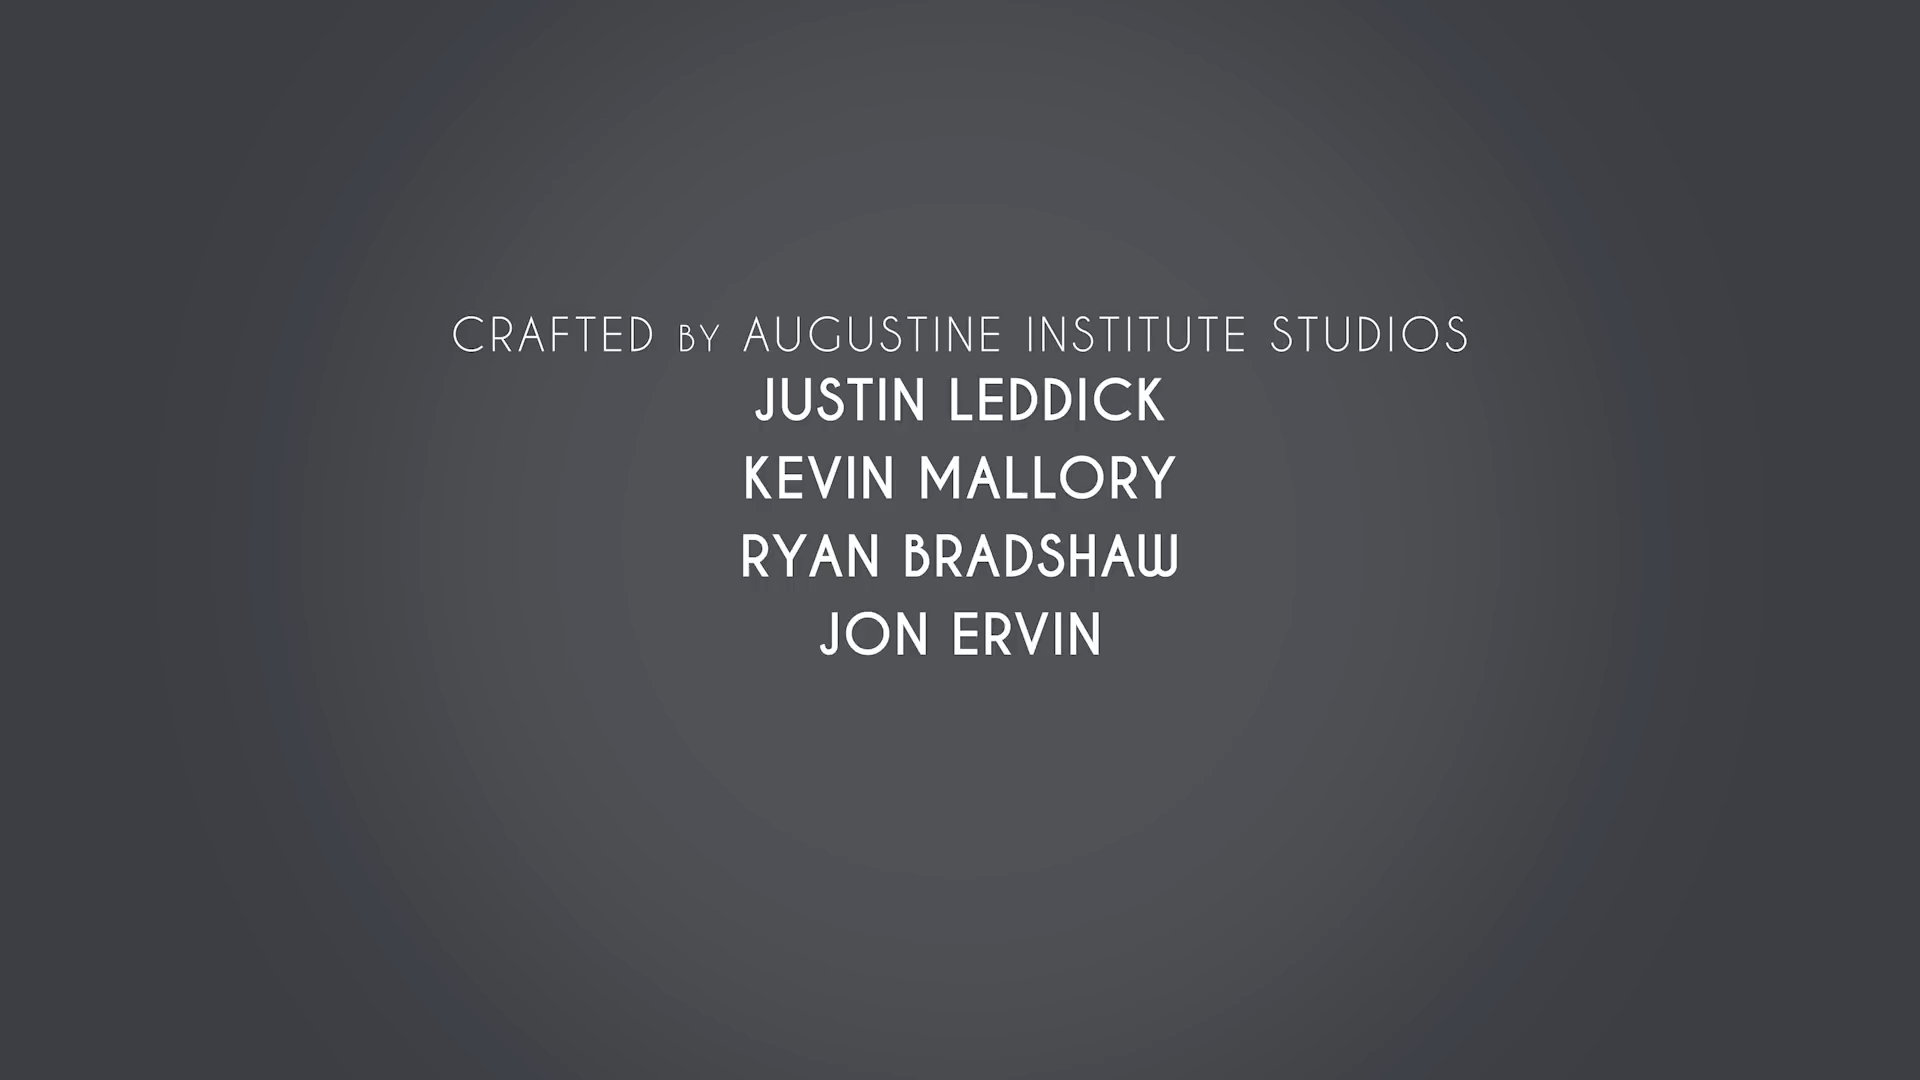 CRAFTED BY AUGUSTINE INSTITUTE STUDIOS
JUSTIN LEDDICK
KEVIN MALLORY
RYAN BRADSHAW
JON ERVIN